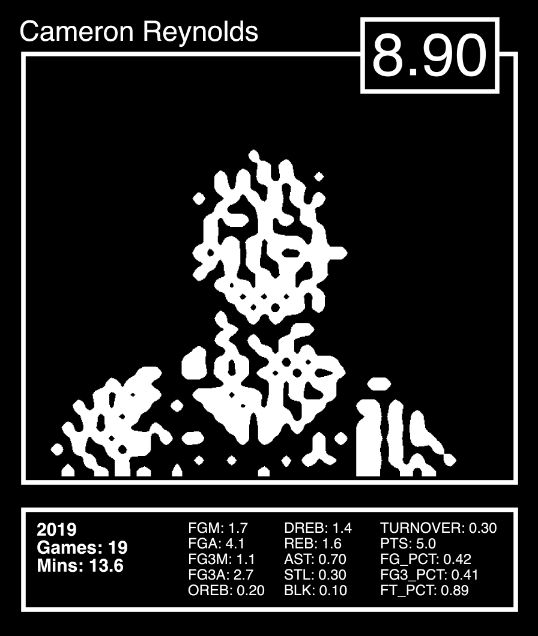 Cameron Reynolds
8.90
2019
Games: 19
Mins: 13.6
FGM: 1.7
FGA: 4.1
FG3M: 1.1
FG3A: 2.7
OREB: 0.20
DREB: 1.4
REB: 1.6
AST: 0.70
STL: 0.30
BLK: 0.10
TURNOVER: 0.30
PTS: 5.0
FG_PCT: 0.42
FG3_PCT: 0.41
FT_PCT: 0.89